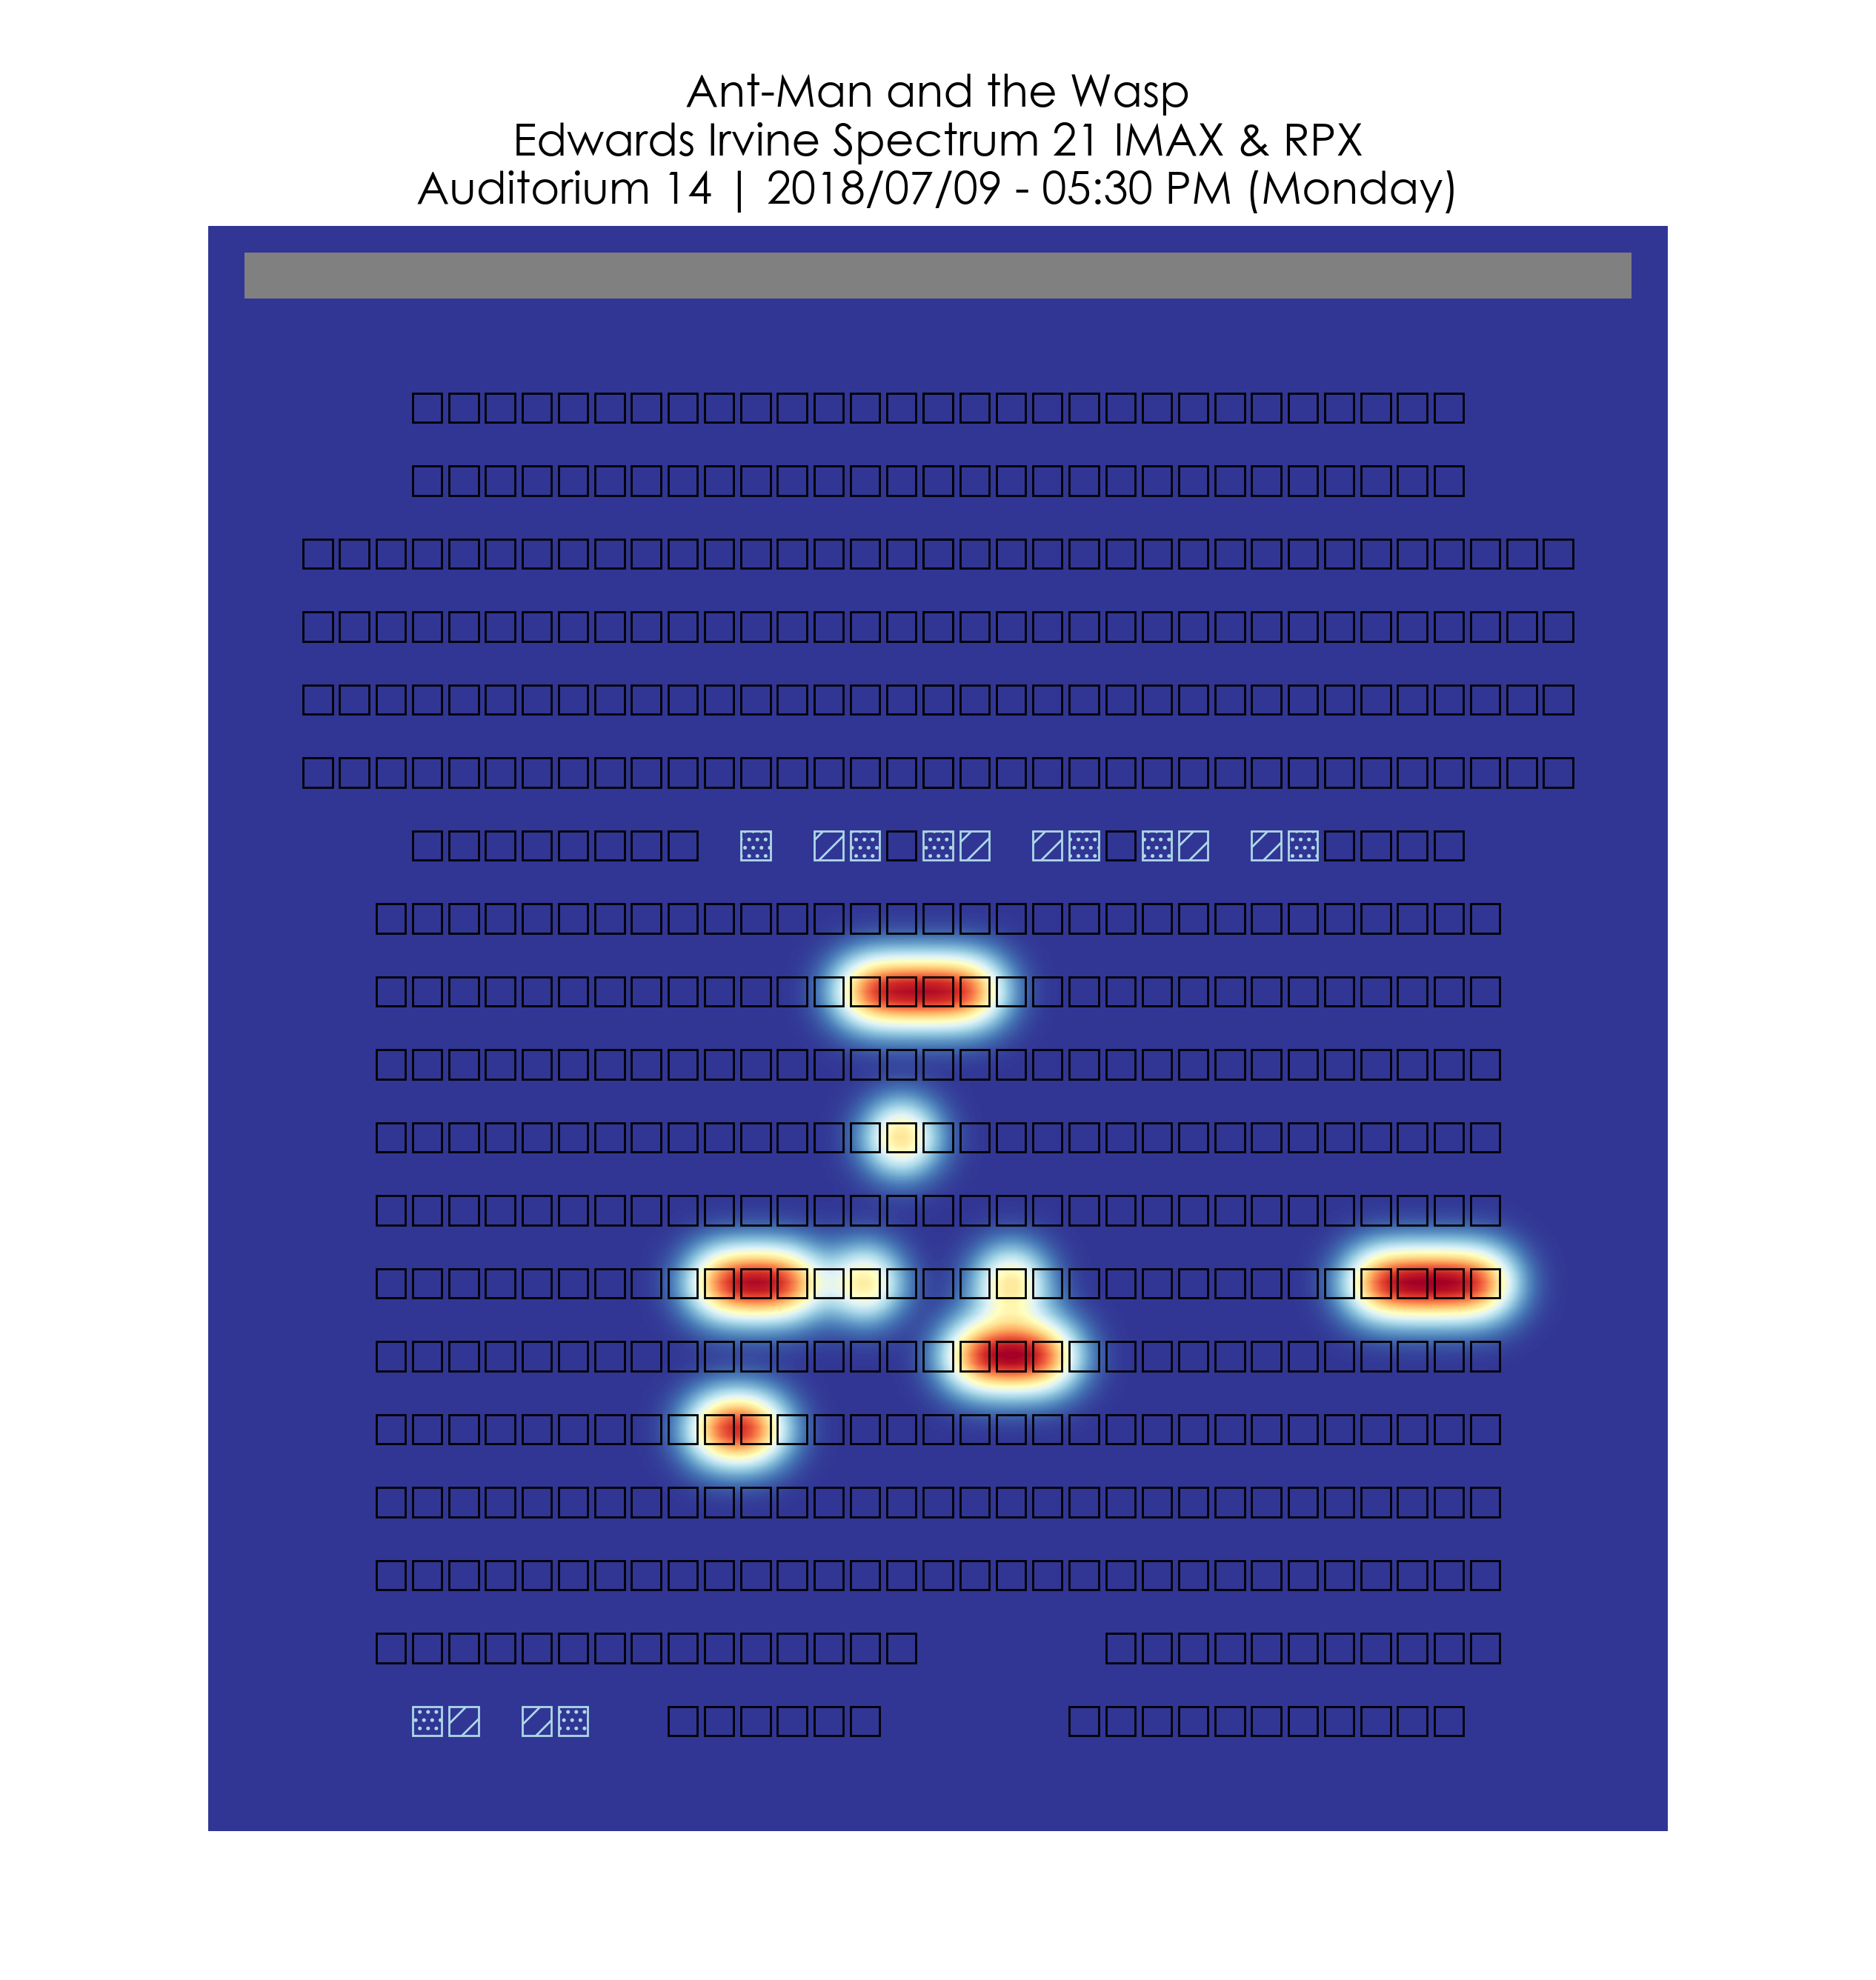 Ant-Man and the Wasp
Edwards Irvine Spectrum 21 IMAX & RPX
Auditorium 14 | 2018/07/09 - 05:30 PM (Monday)